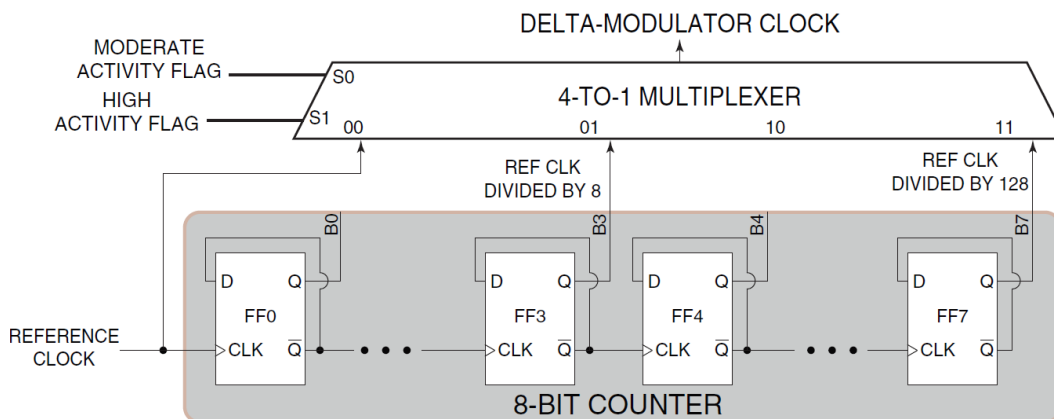 DELTA-MODULATOR CLOCK
MODERATE
ACTIVITY FLAG
S0
4-TO-1 MULTIPLEXER
HIGH
ACTIVITY FLAG
S1
00
01
10
11
REF CLK
DIVIDED BY 8
REF CLK
DIVIDED BY 128
B0
B3
B4
B7
D Q
FF0
CLK Q̅
D Q
FF3
CLK Q̅
D Q
FF4
CLK Q̅
D Q
FF7
CLK Q̅
REFERENCE
CLOCK
8-BIT COUNTER